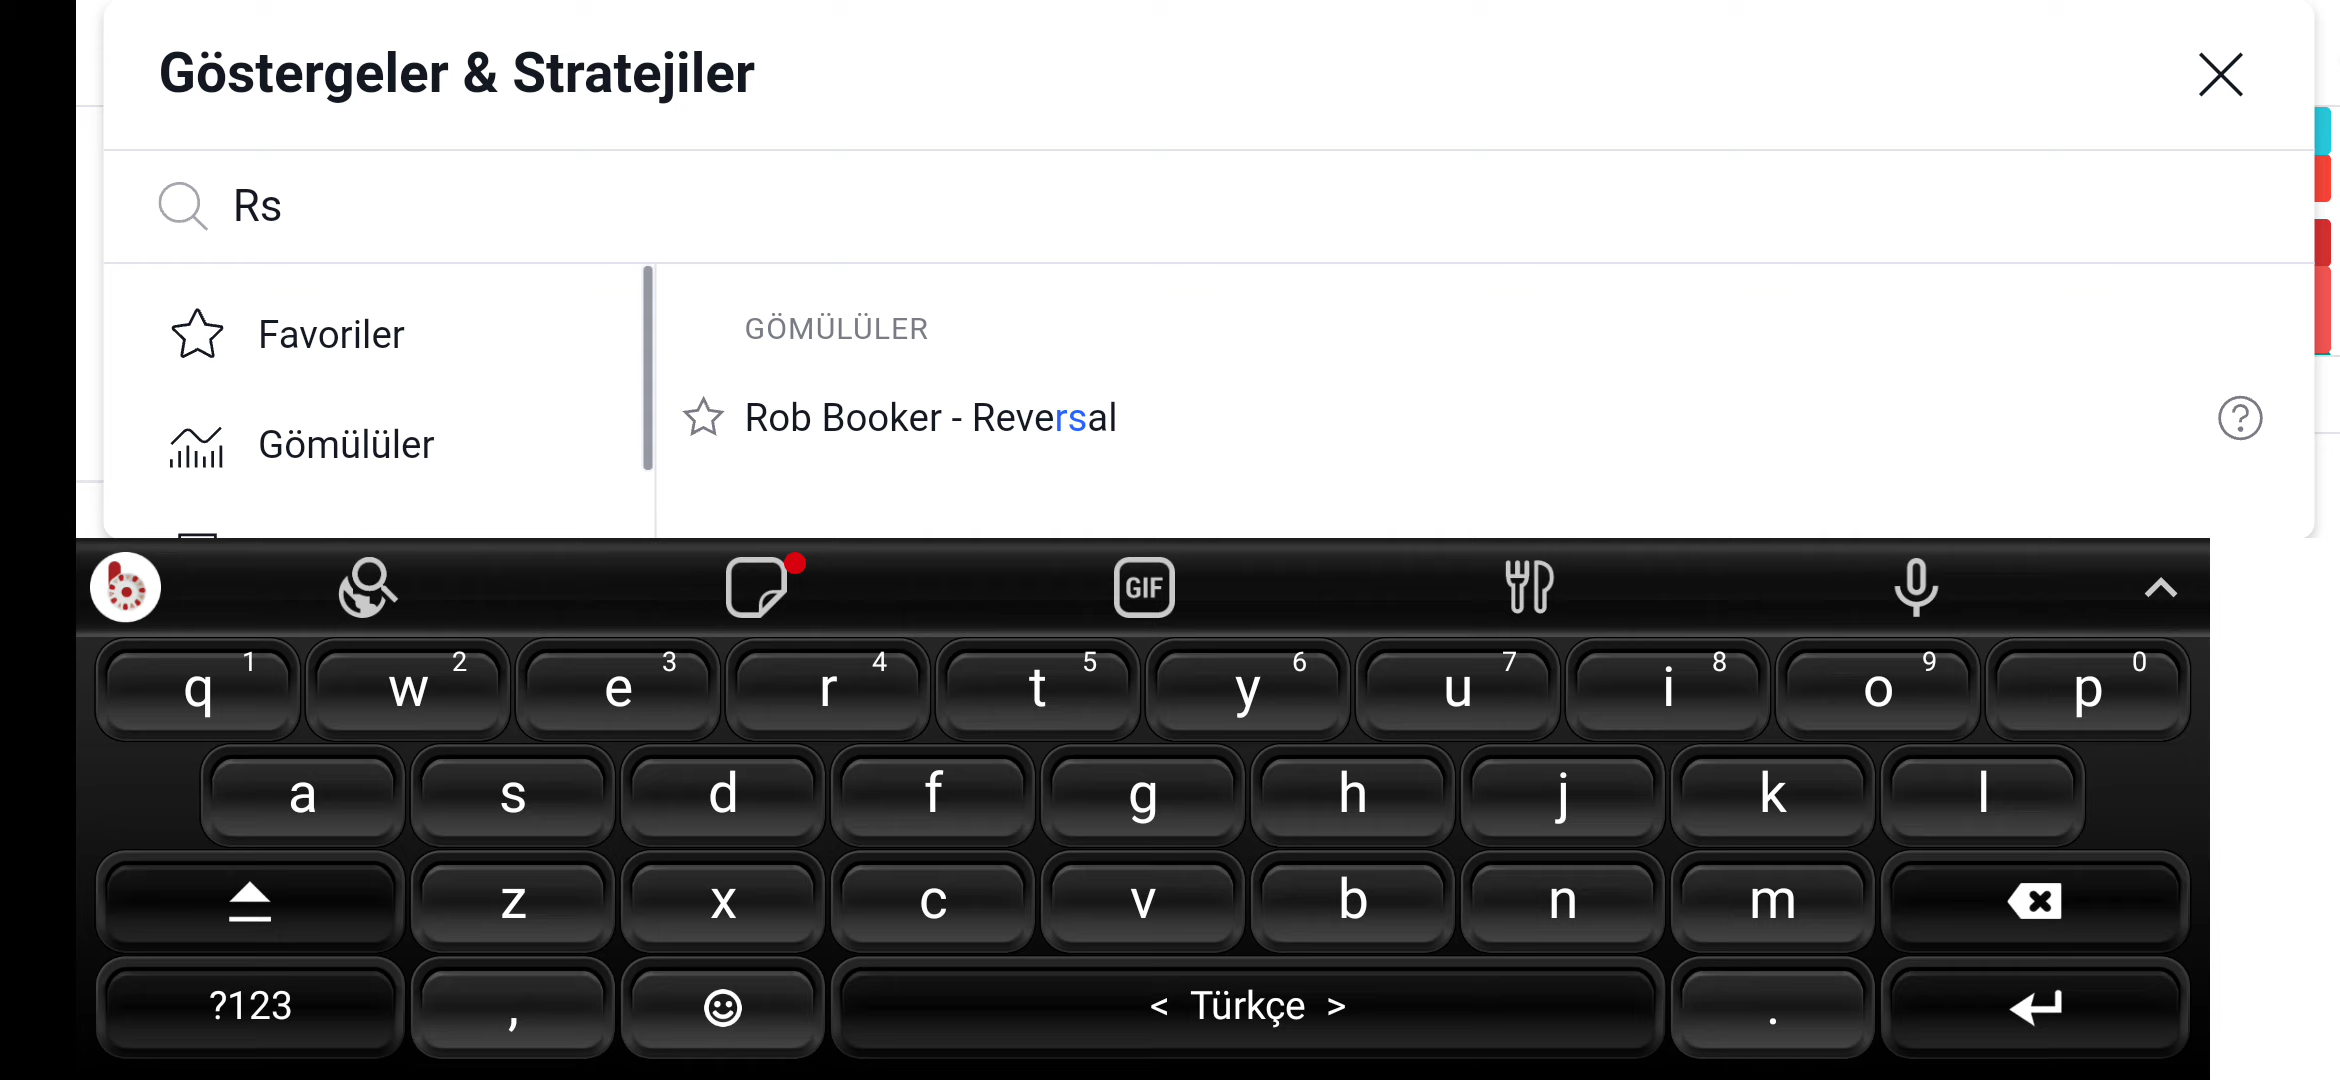 Göstergeler & Stratejiler
Rs
Favoriler
Gömülüler
GÖMÜLÜLER
Rob Booker - Reversal
GIF
q 1 w 2 e 3 r 4 t 5 y 6 u 7 i 8 o 9 p 0
a s d f g h j k l
z x c v b n m
?123 , < Türkçe > .